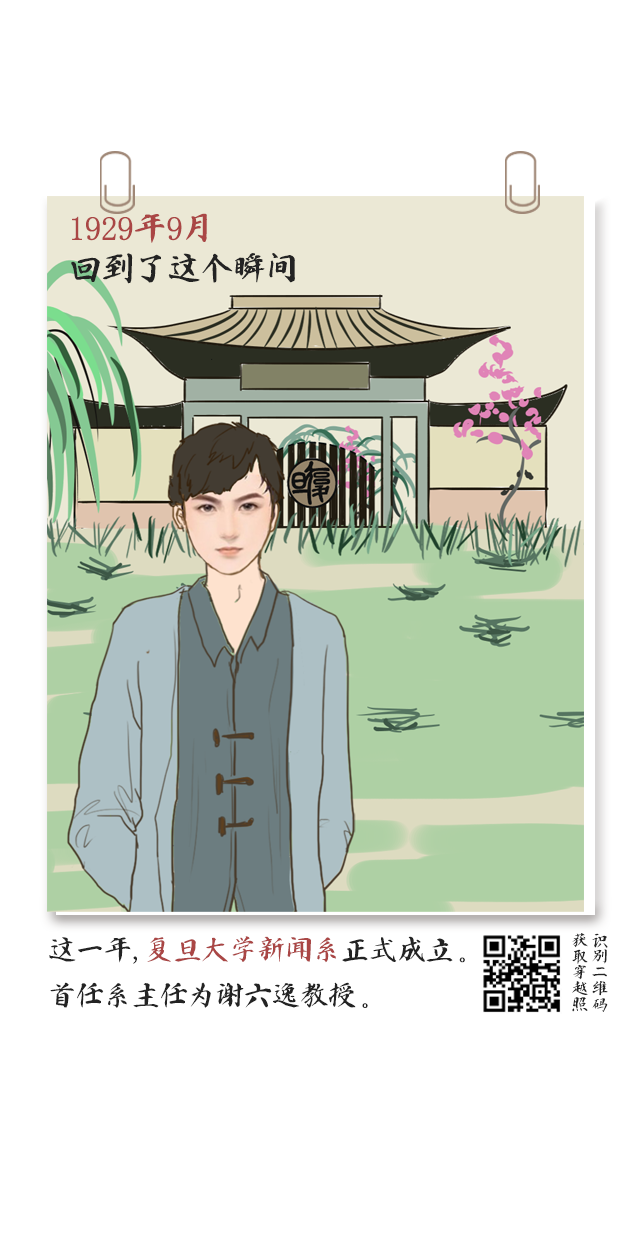 1929年9月
回到了这个瞬间
復旦
这一年,复旦大学新闻系正式成立。
首任系主任为谢六逸教授。
识别二维码
获取穿越照